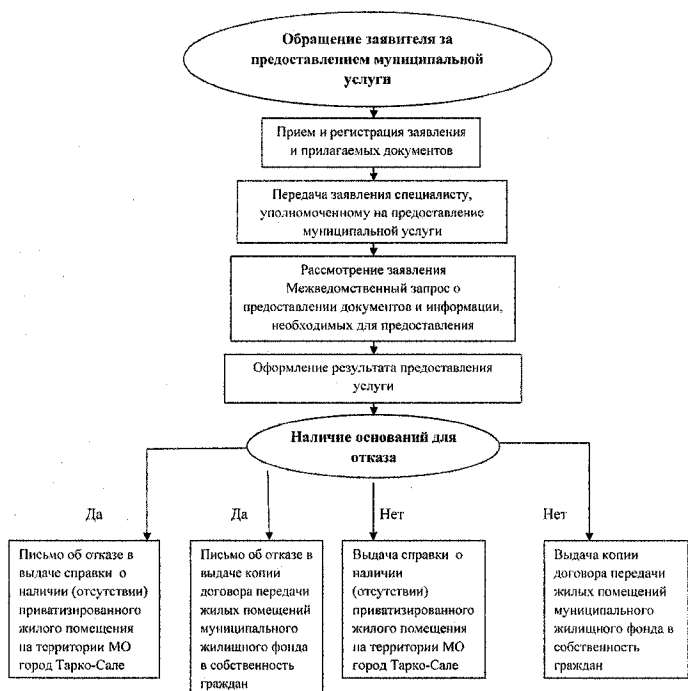 Обращение заявителя за
предоставлением муниципальной
услуги
Прием и регистрация заявления
и прилагаемых документов
Передача заявления специалисту,
уполномоченному на предоставление
муниципальной услуги
Рассмотрение заявления
Межведомственный запрос о
предоставлении документов и информации,
необходимых для предоставления
Оформление результата предоставления
услуги
Наличие оснований для
отказа
Да
Да
Нет
Нет
Письмо об отказе в
выдаче справки о
наличии (отсутствии)
приватизированного
жилого помещения
на территории МО
город Тарко-Сале
Письмо об отказе в
выдаче копии
договора передачи
жилых помещений
муниципального
жилищного фонда
в собственность
граждан
Выдача справки о
наличии
(отсутствии)
приватизированного
жилого помещения
на территории МО
город Тарко-Сале
Выдача копии
договора передачи
жилых помещений
муниципального
жилищного фонда в
собственность
граждан